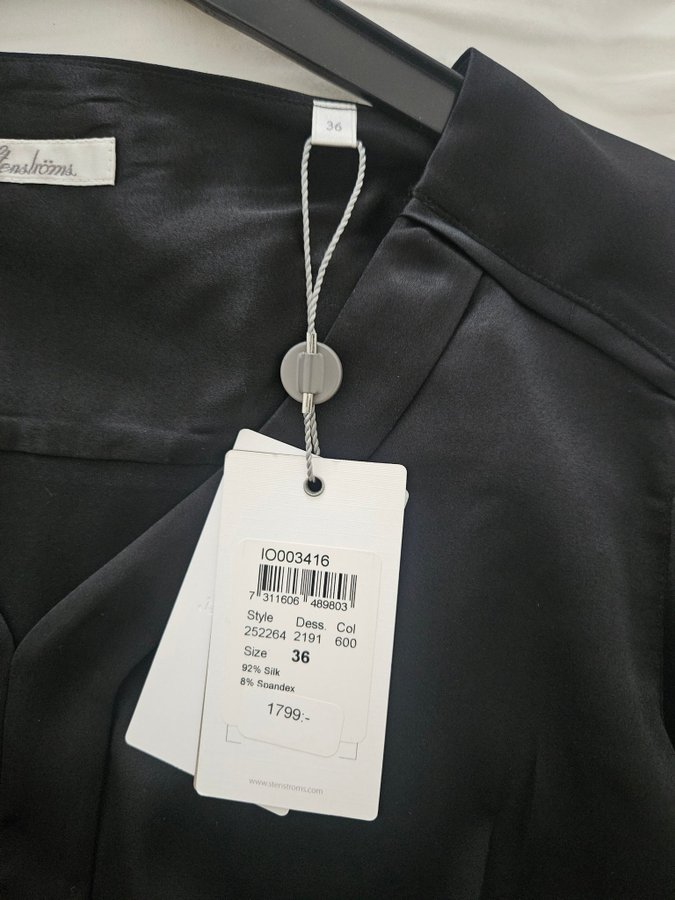 Stenströms
36
IO003416
7 311606 489803
Style Dess. Col
252264 2191 600
Size 36
92% Silk
8% Spandex
1799:-
www.stenstroms.com